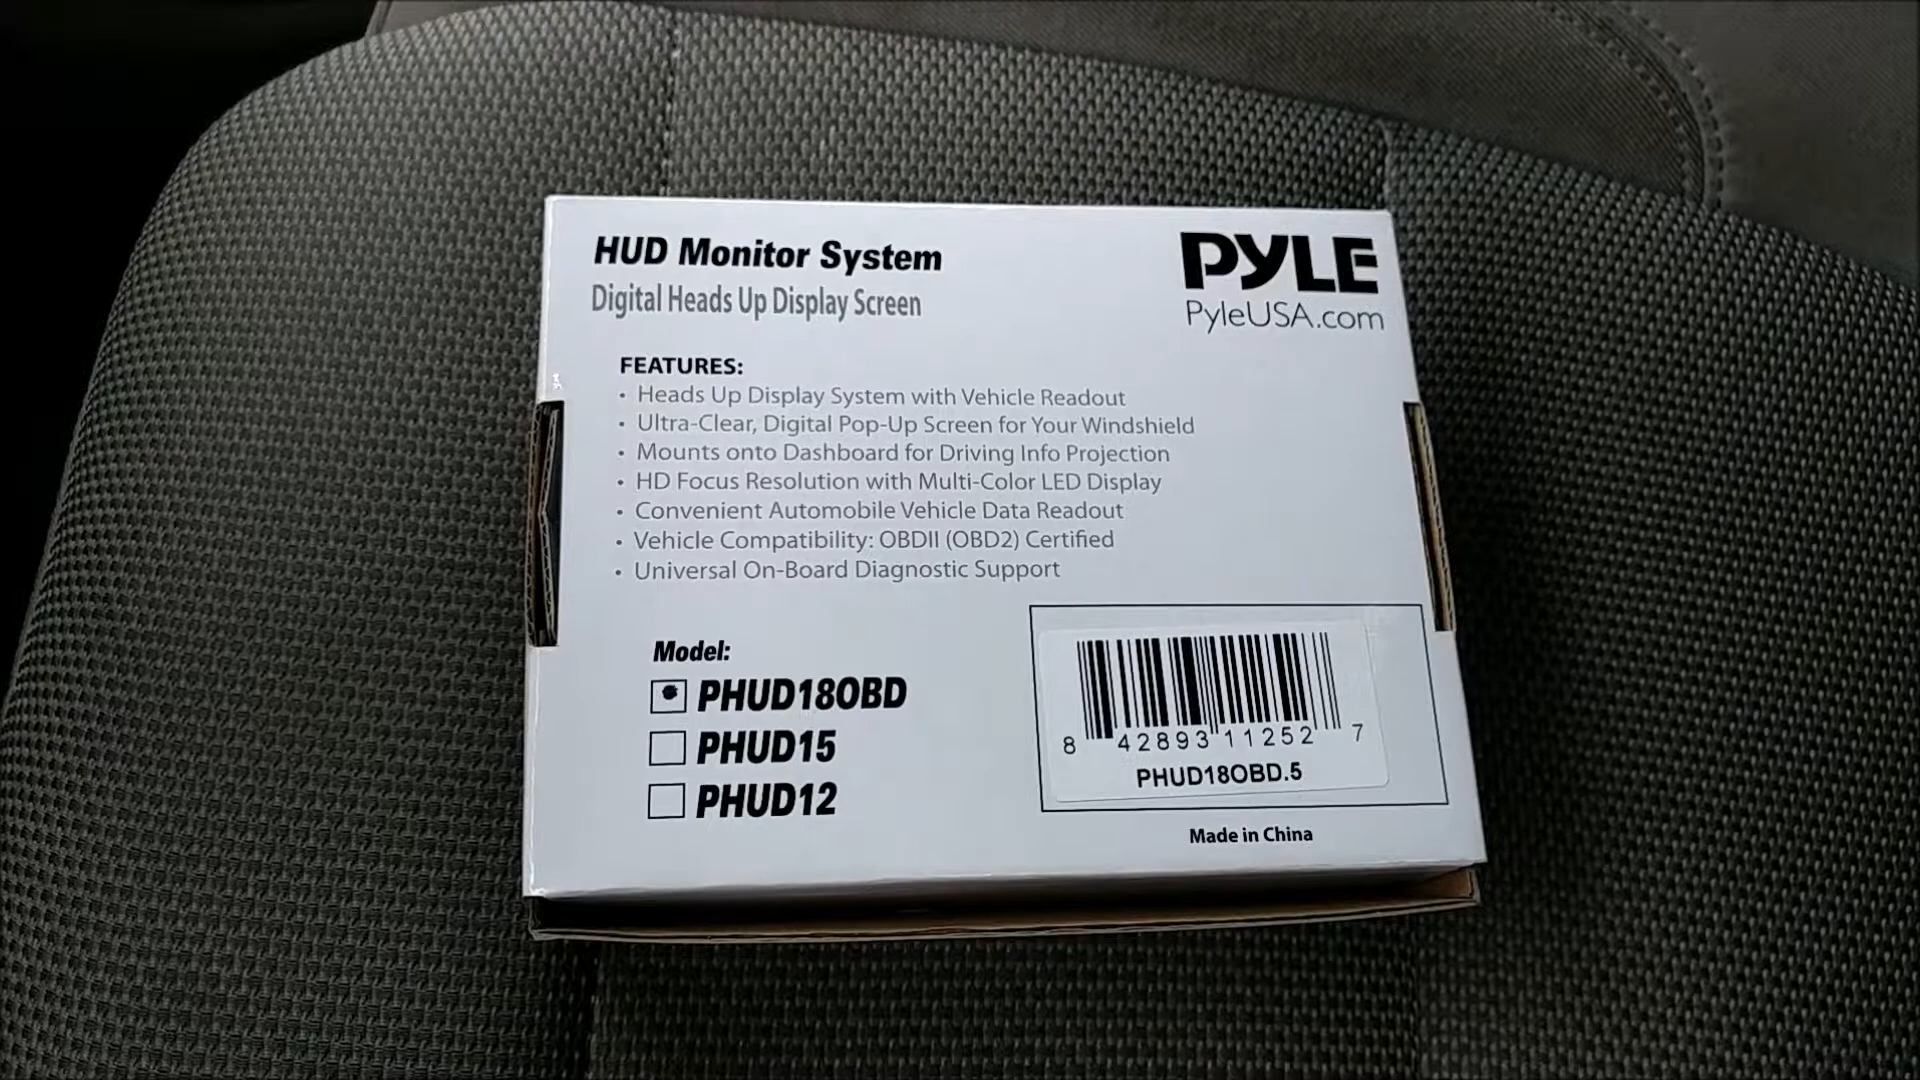 HUD Monitor System
Digital Heads Up Display Screen
PYLE
PyleUSA.com
FEATURES:
• Heads Up Display System with Vehicle Readout
• Ultra-Clear, Digital Pop-Up Screen for Your Windshield
• Mounts onto Dashboard for Driving Info Projection
• HD Focus Resolution with Multi-Color LED Display
• Convenient Automobile Vehicle Data Readout
• Vehicle Compatibility: OBDII (OBD2) Certified
• Universal On-Board Diagnostic Support
Model:
PHUD18OBD
PHUD15
PHUD12
8 42893 11252 7
PHUD18OBD.5
Made in China